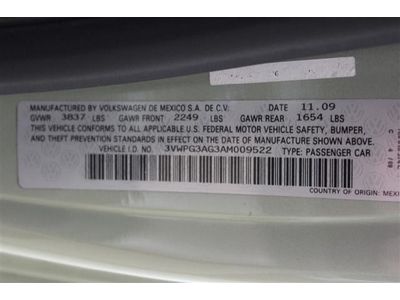 MANUFACTURED BY VOLKSWAGEN DE MEXICO S.A. DE C.V. DATE 11.09
GVWR 3837 LBS GAWR FRONT 2249 LBS GAWR REAR 1654 LBS
THIS VEHICLE CONFORMS TO ALL APPLICABLE U.S. FEDERAL MOTOR VEHICLE SAFETY, BUMPER,
AND THEFT PREVENTION STANDARDS IN EFFECT ON THE DATE OF MANUFACTURE SHOWN ABOVE.
VEHICLE I.D. NO. 3VWPG3AG3AM009522 TYPE: PASSENGER CAR
COUNTRY OF ORIGIN: MEXI